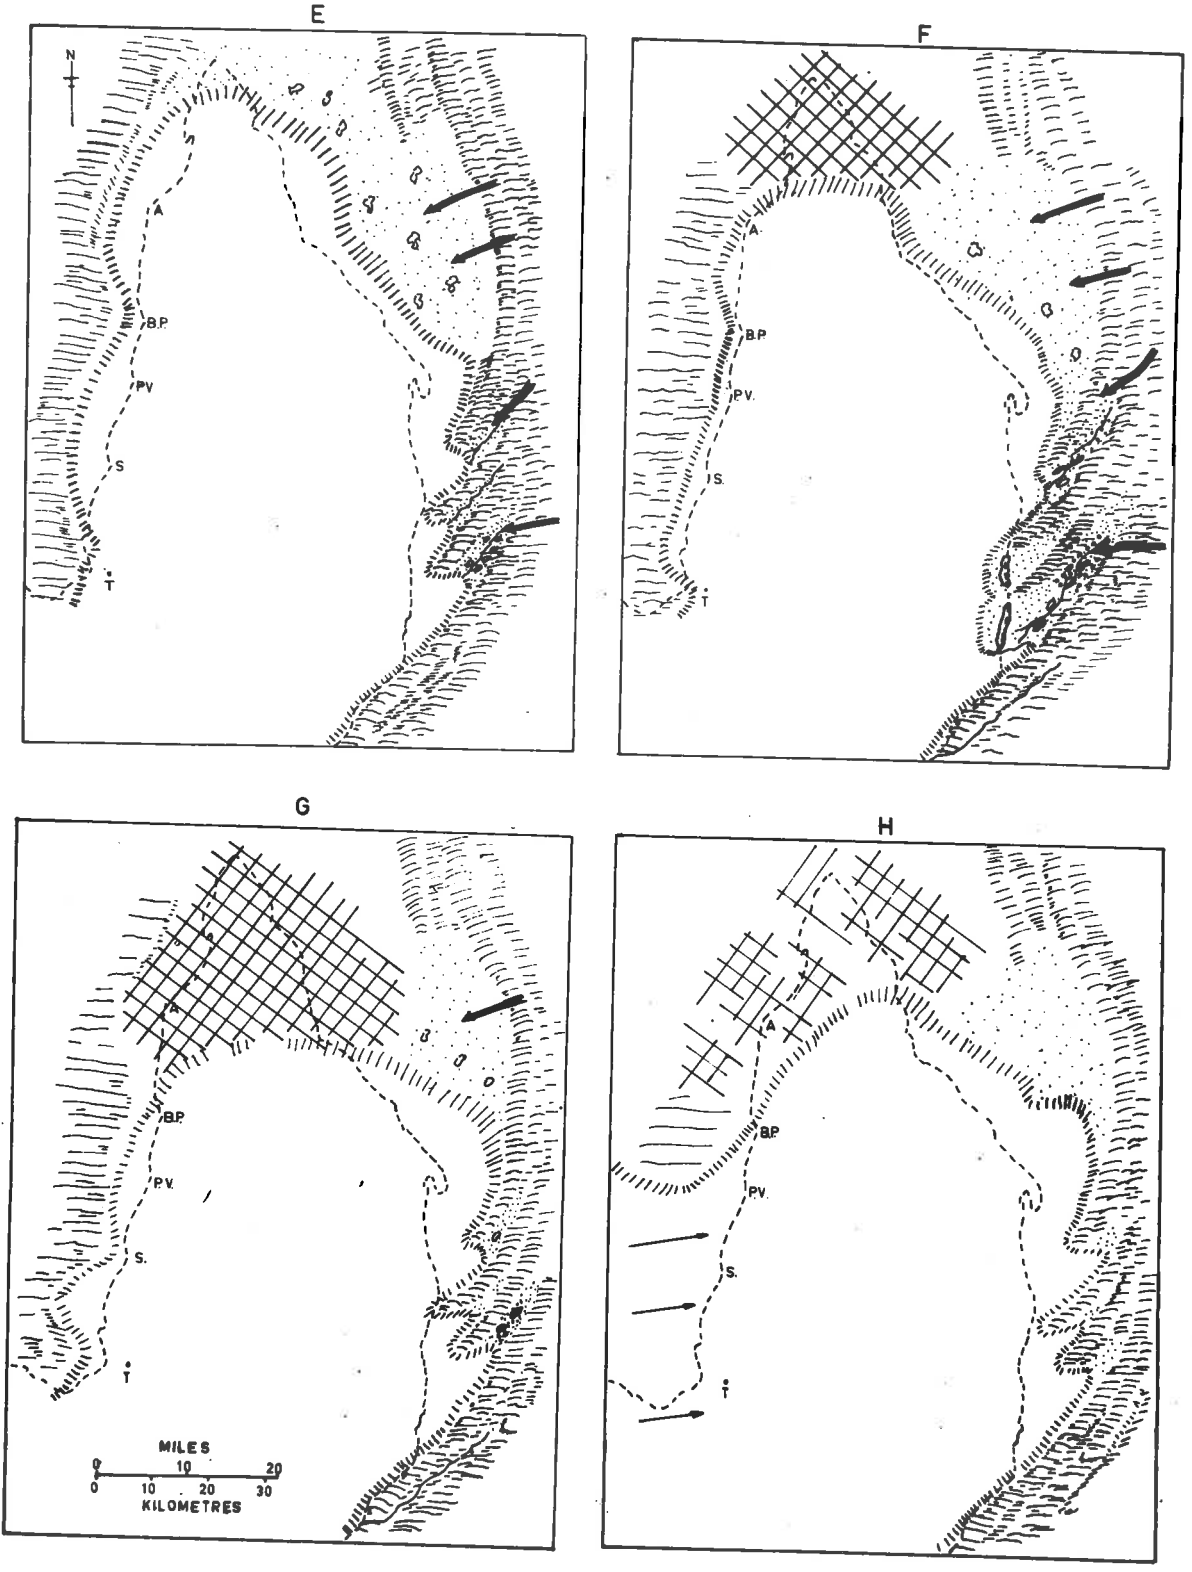 E
N
A
B.P.
P.V.
S
T
F
A.
B.P.
P.V.
S.
T
G
A
B.P.
P.V.
S.
T
MILES
0 10 20
0 10 20 30
KILOMETRES
H
A
B.P.
P.V.
S.
T